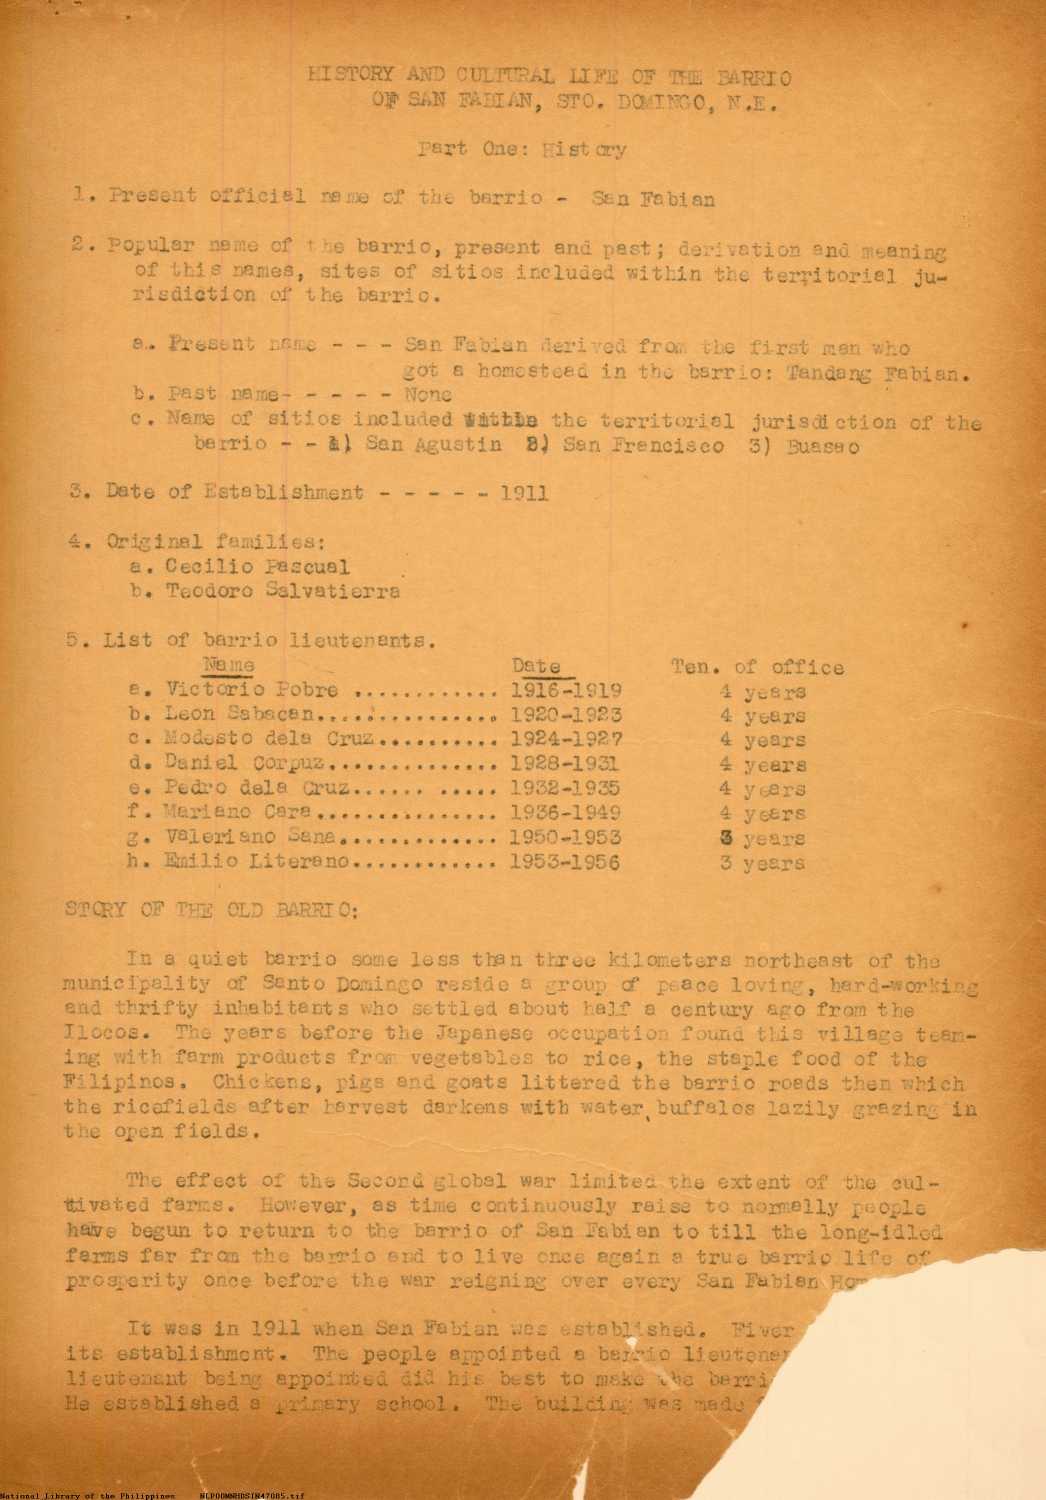 HISTORY AND CULTURAL LIFE OF THE BARRIO
OF SAN FABIAN, STO. DOMINGO, N.E.
Part One: History
1. Present official name of the barrio - San Fabian
2. Popular name of the barrio, present and past; derivation and meaning
of this names, sites of sitios included within the territorial ju-
risdiction of the barrio.
a. Present name - - - San Fabian derived from the first man who
got a homestead in the barrio: Tandang Fabian.
b. Past name- - - - - - None
c. Name of sitios included within the territorial jurisdiction of the
barrio - - 1) San Agustin 2) San Francisco 3) Buasao
3. Date of Establishment - - - - - 1911
4. Original families:
a. Cecilio Pascual
b. Teodoro Salvatierra
5. List of barrio lieutenants.
Name Date Ten. of office
a. Victorio Pobre ............ 1916-1919 4 years
b. Leon Sabacan............... 1920-1923 4 years
c. Modesto dela Cruz.......... 1924-1927 4 years
d. Daniel Corpuz.............. 1928-1931 4 years
e. Pedro dela Cruz...... ..... 1932-1935 4 years
f. Mariano Cara............... 1936-1949 4 years
g. Valeriano Sana............. 1950-1953 3 years
h. Emilio Literano............ 1953-1956 3 years
STORY OF THE OLD BARRIO:
In a quiet barrio some less than three kilometers northeast of the
municipality of Santo Domingo reside a group of peace loving, hard-working
and thrifty inhabitants who settled about half a century ago from the
Ilocos. The years before the Japanese occupation found this village team-
ing with farm products from vegetables to rice, the staple food of the
Filipinos. Chickens, pigs and goats littered the barrio roads then which
the ricefields after harvest darkens with water buffalos lazily grazing in
the open fields.
The effect of the Second global war limited the extent of the cul-
tivated farms. However, as time continuously raise to normally people
have begun to return to the barrio of San Fabian to till the long-idled
farms far from the barrio and to live once again a true barrio life of
prosperity once before the war reigning over every San Fabian Hom
It was in 1911 when San Fabian was established. Fiver
its establishment. The people appointed a barrio lieutenan
lieutenant being appointed did his best to make the barri
He established a primary school. The building was made
National Library of the Philippines NLPOOMNHDSIN47085.tif